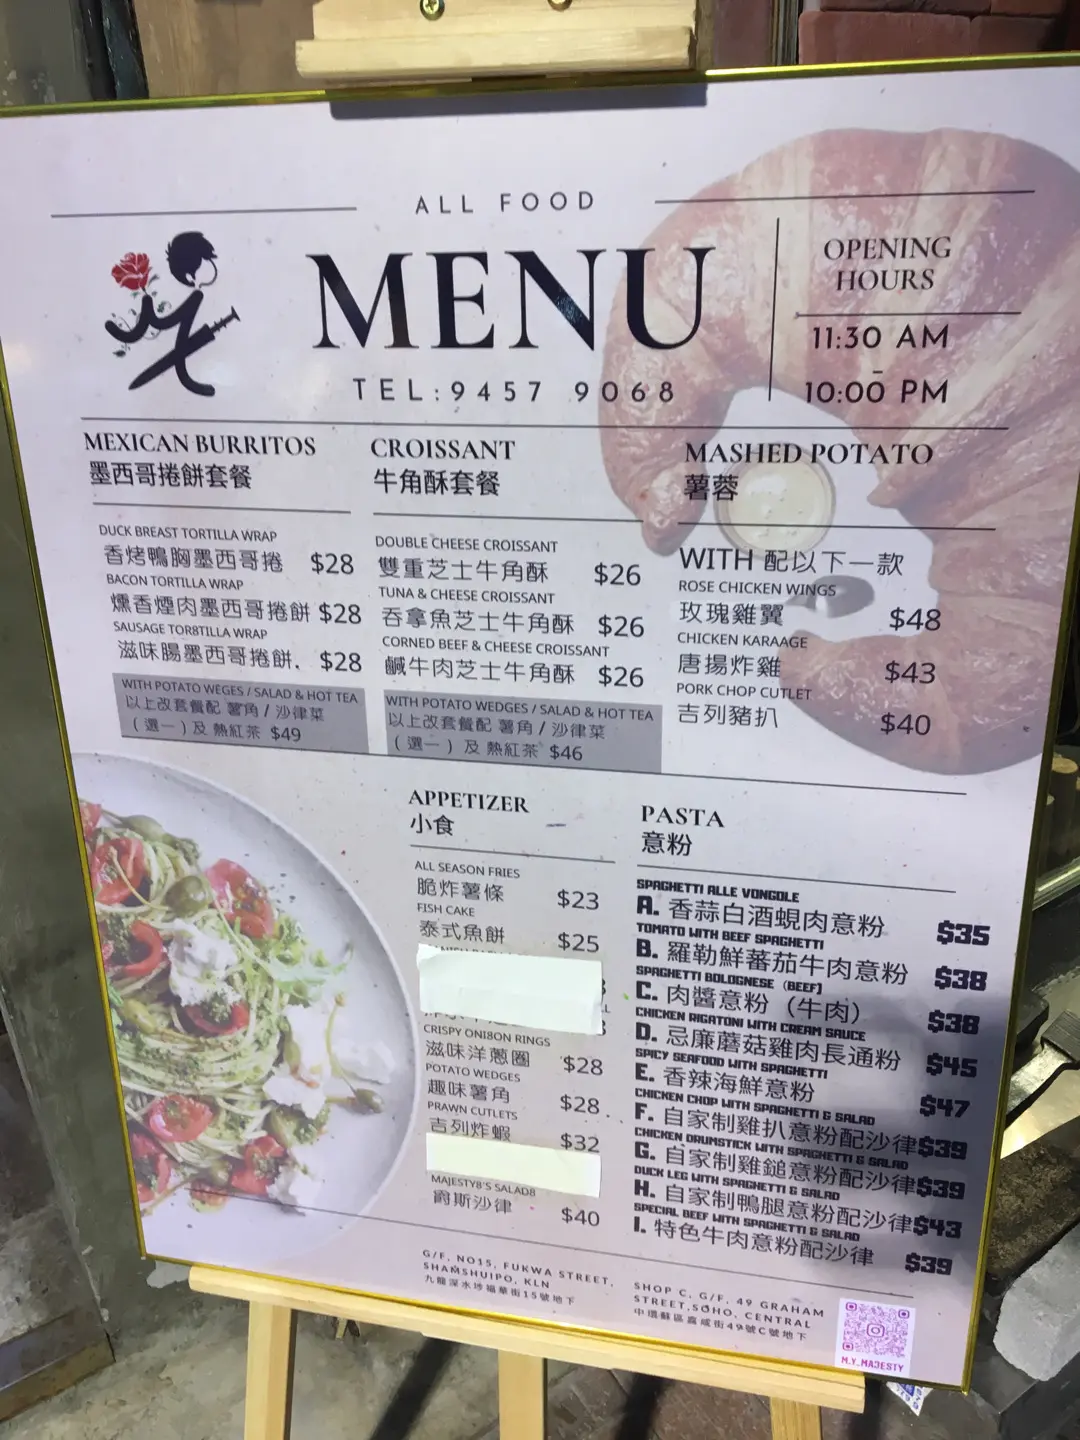 ALL FOOD
MENU
TEL:9457 9068
OPENING
HOURS
11:30 AM
-
10:00 PM
MEXICAN BURRITOS
墨西哥捲餅套餐
DUCK BREAST TORTILLA WRAP
香烤鴨胸墨西哥捲 $28
BACON TORTILLA WRAP
燻香煙肉墨西哥捲餅 $28
SAUSAGE TOR8TILLA WRAP
滋味腸墨西哥捲餅. $28
WITH POTATO WEGES / SALAD & HOT TEA
以上改套餐配 薯角 / 沙律菜
(選一) 及 熱紅茶 $49
CROISSANT
牛角酥套餐
DOUBLE CHEESE CROISSANT
雙重芝士牛角酥 $26
TUNA & CHEESE CROISSANT
吞拿魚芝士牛角酥 $26
CORNED BEEF & CHEESE CROISSANT
鹹牛肉芝士牛角酥 $26
WITH POTATO WEDGES / SALAD & HOT TEA
以上改套餐配 薯角 / 沙律菜
(選一) 及 熱紅茶 $46
MASHED POTATO
薯蓉
WITH 配以下一款
ROSE CHICKEN WINGS
玫瑰雞翼 $48
CHICKEN KARAAGE
唐揚炸雞 $43
PORK CHOP CUTLET
吉列豬扒 $40
APPETIZER
小食
ALL SEASON FRIES
脆炸薯條 $23
FISH CAKE
泰式魚餅 $25
CRISPY ONI8ON RINGS
滋味洋蔥圈 $28
POTATO WEDGES
趣味薯角 $28
PRAWN CUTLETS
吉列炸蝦 $32
MAJESTY8'S SALAD8
爵斯沙律 $40
PASTA
意粉
SPAGHETTI ALLE VONGOLE
A. 香蒜白酒蜆肉意粉 $35
TOMATO WITH BEEF SPAGHETTI
B. 羅勒鮮蕃茄牛肉意粉 $38
SPAGHETTI BOLOGNESE (BEEF)
C. 肉醬意粉 (牛肉) $38
CHICKEN RIGATONI WITH CREAM SAUCE
D. 忌廉蘑菇雞肉長通粉 $45
SPICY SEAFOOD WITH SPAGHETTI
E. 香辣海鮮意粉 $47
CHICKEN CHOP WITH SPAGHETTI & SALAD
F. 自家制雞扒意粉配沙律 $39
CHICKEN DRUMSTICK WITH SPAGHETTI & SALAD
G. 自家制雞鎚意粉配沙律 $39
DUCK LEG WITH SPAGHETTI & SALAD
H. 自家制鴨腿意粉配沙律 $43
SPECIAL BEEF WITH SPAGHETTI & SALAD
I. 特色牛肉意粉配沙律 $39
G/F, NO15, FUKWA STREET,
SHAMSHUIPO, KLN
九龍深水埗福華街15號地下
SHOP C, G/F, 49 GRAHAM
STREET,SOHO, CENTRAL
中環蘇區嘉咸街49號C號地下
M.Y_MAJESTY